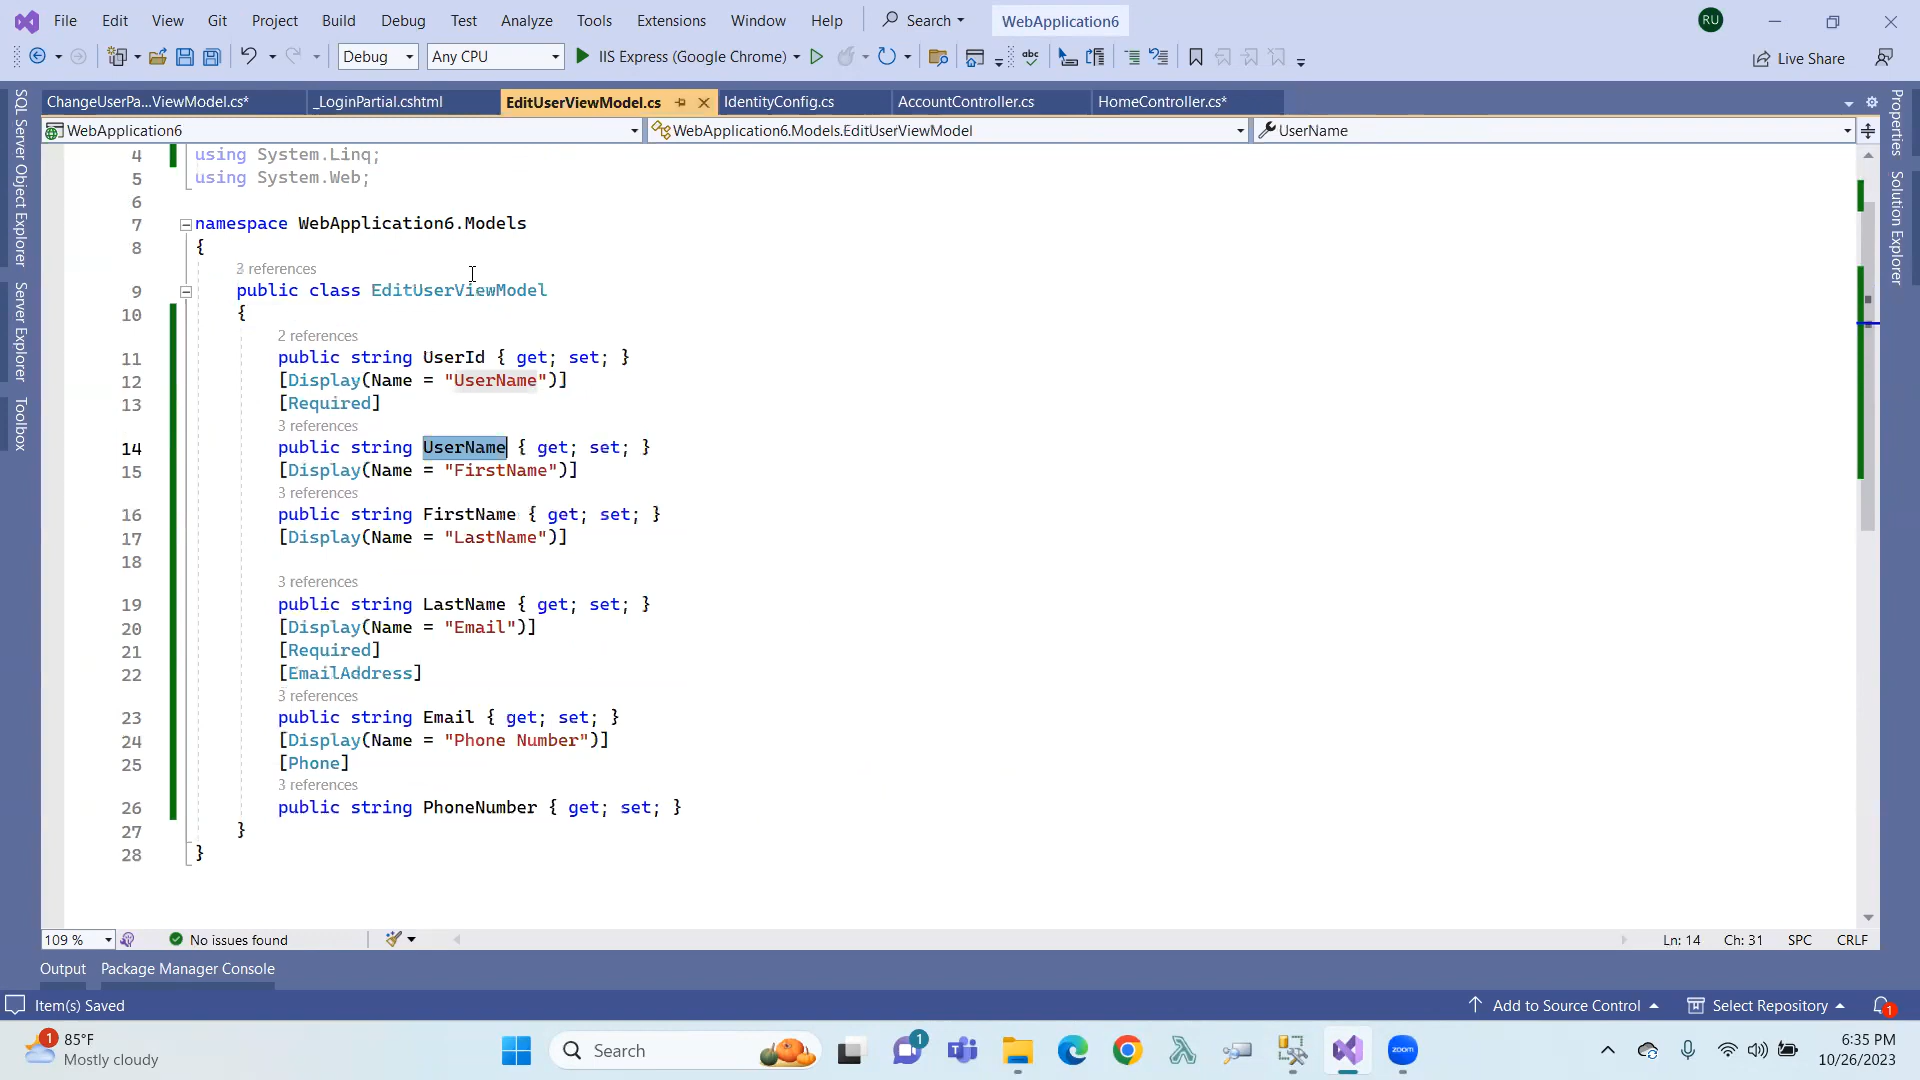 File Edit View Git Project Build Debug Test Analyze Tools Extensions Window Help Search WebApplication6 RU
Debug Any CPU IIS Express (Google Chrome) Live Share
ChangeUserPa...ViewModel.cs* _LoginPartial.cshtml EditUserViewModel.cs IdentityConfig.cs AccountController.cs HomeController.cs*
WebApplication6 WebApplication6.Models.EditUserViewModel UserName
SQL Server Object Explorer
Server Explorer
Toolbox
Properties
Solution Explorer
4 using System.Linq;
5 using System.Web;
6
7 namespace WebApplication6.Models
8 {
3 references
9 public class EditUserViewModel
10 {
2 references
11 public string UserId { get; set; }
12 [Display(Name = "UserName")]
13 [Required]
3 references
14 public string UserName { get; set; }
15 [Display(Name = "FirstName")]
3 references
16 public string FirstName { get; set; }
17 [Display(Name = "LastName")]
18
3 references
19 public string LastName { get; set; }
20 [Display(Name = "Email")]
21 [Required]
22 [EmailAddress]
3 references
23 public string Email { get; set; }
24 [Display(Name = "Phone Number")]
25 [Phone]
3 references
26 public string PhoneNumber { get; set; }
27 }
28 }
109 % No issues found Ln: 14 Ch: 31 SPC CRLF
Output Package Manager Console
Item(s) Saved Add to Source Control Select Repository 1
1 85°F
Mostly cloudy
Search
1
zoom
6:35 PM
10/26/2023